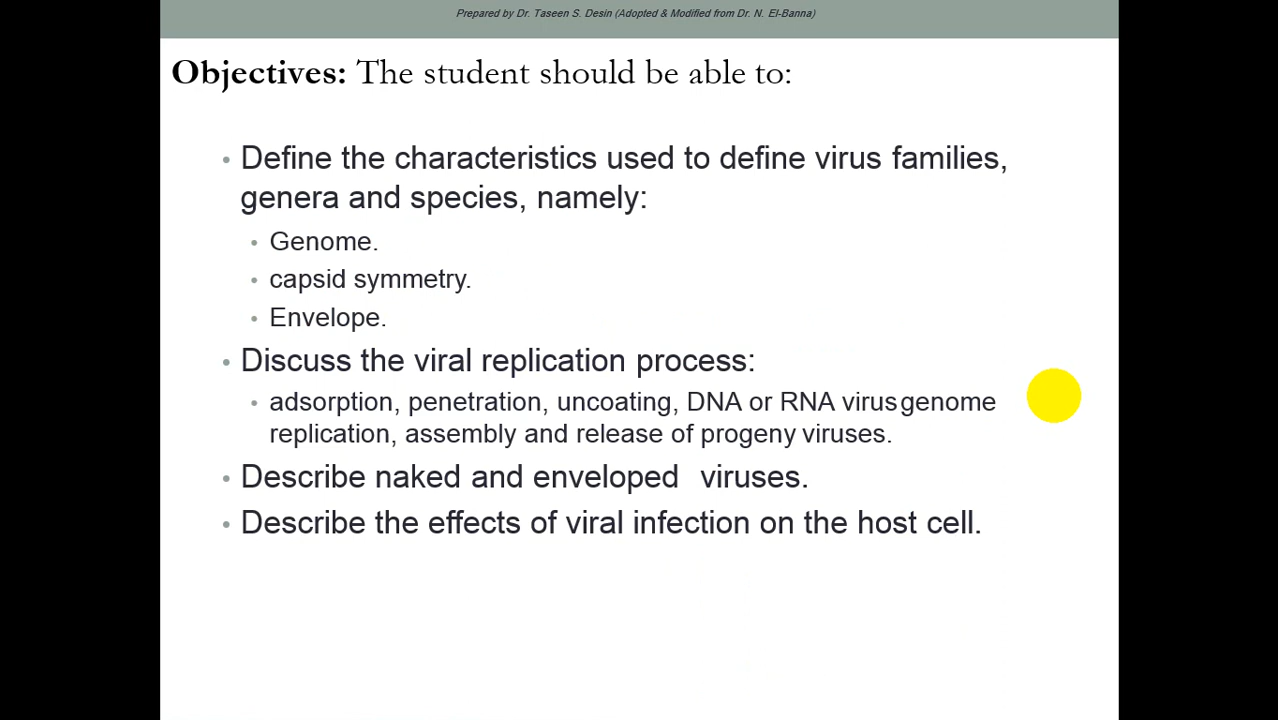 Prepared by Dr. Taseen S. Desin (Adopted & Modified from Dr. N. El-Banna)
Objectives: The student should be able to:
• Define the characteristics used to define virus families,
genera and species, namely:
• Genome.
• capsid symmetry.
• Envelope.
• Discuss the viral replication process:
• adsorption, penetration, uncoating, DNA or RNA virus genome
replication, assembly and release of progeny viruses.
• Describe naked and enveloped viruses.
• Describe the effects of viral infection on the host cell.